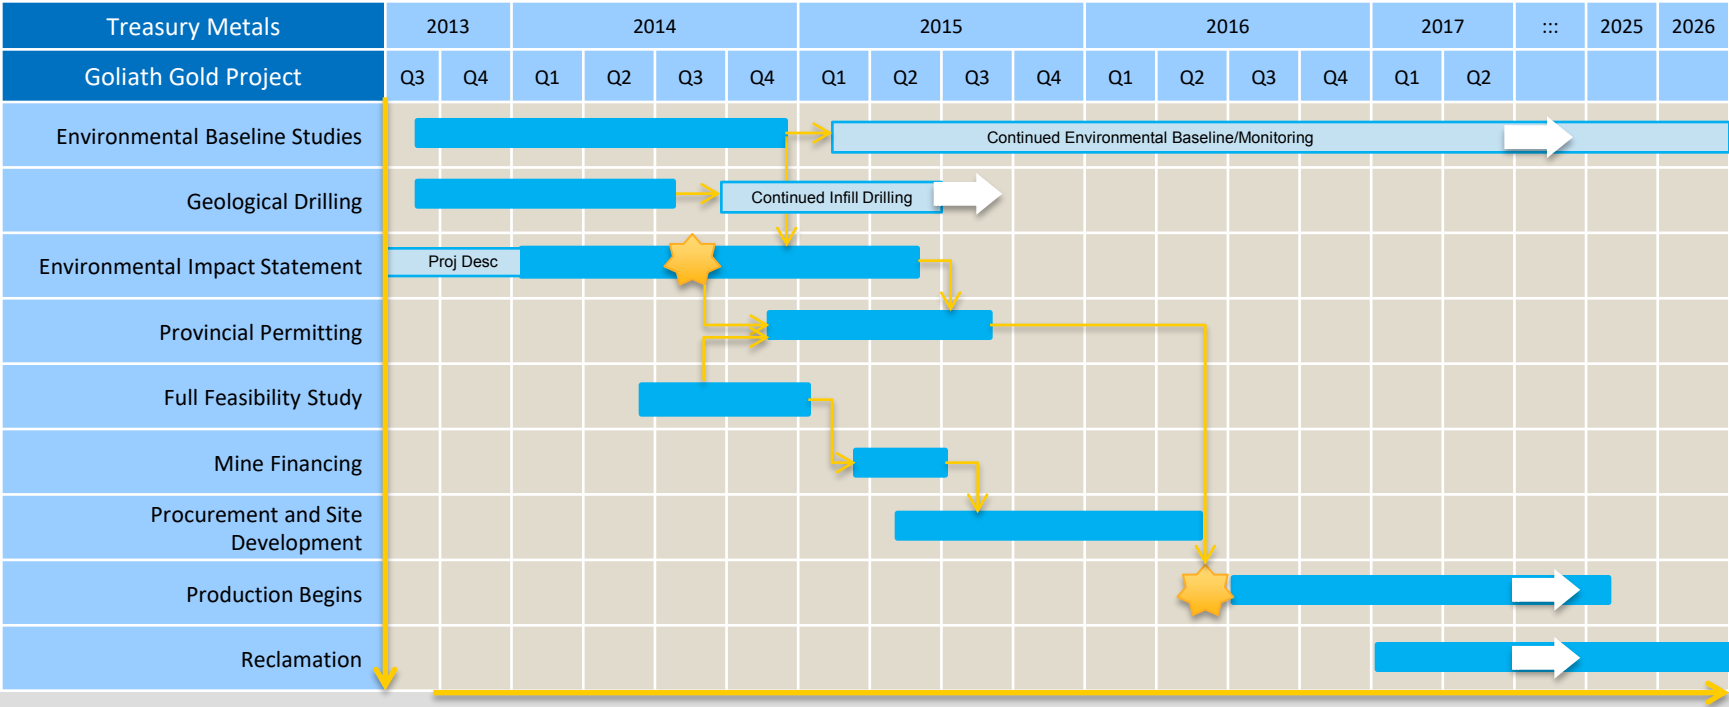 Treasury Metals 2013 2014 2015 2016 2017 ::: 2025 2026
Goliath Gold Project Q3 Q4 Q1 Q2 Q3 Q4 Q1 Q2 Q3 Q4 Q1 Q2 Q3 Q4 Q1 Q2
Environmental Baseline Studies Continued Environmental Baseline/Monitoring
Geological Drilling Continued Infill Drilling
Environmental Impact Statement Proj Desc
Provincial Permitting
Full Feasibility Study
Mine Financing
Procurement and Site
Development
Production Begins
Reclamation